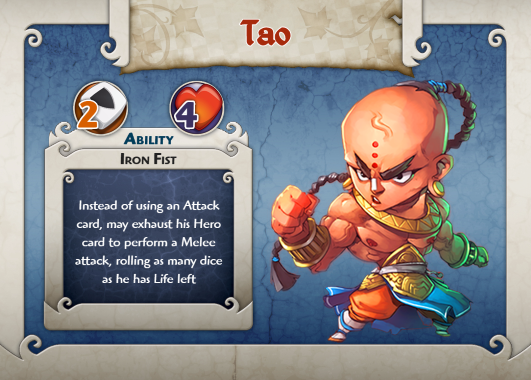 Tao
2
4
Ability
Iron Fist
Instead of using an Attack
card, may exhaust his Hero
card to perform a Melee
attack, rolling as many dice
as he has Life left